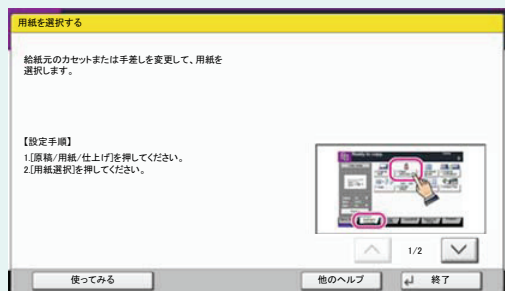 用紙を選択する
給紙元のカセットまたは手差しを変更して、用紙を
選択します。
【設定手順】
1.[原稿/用紙/仕上げ]を押してください。
2.[用紙選択]を押してください。
1/2
使ってみる
他のヘルプ
終了